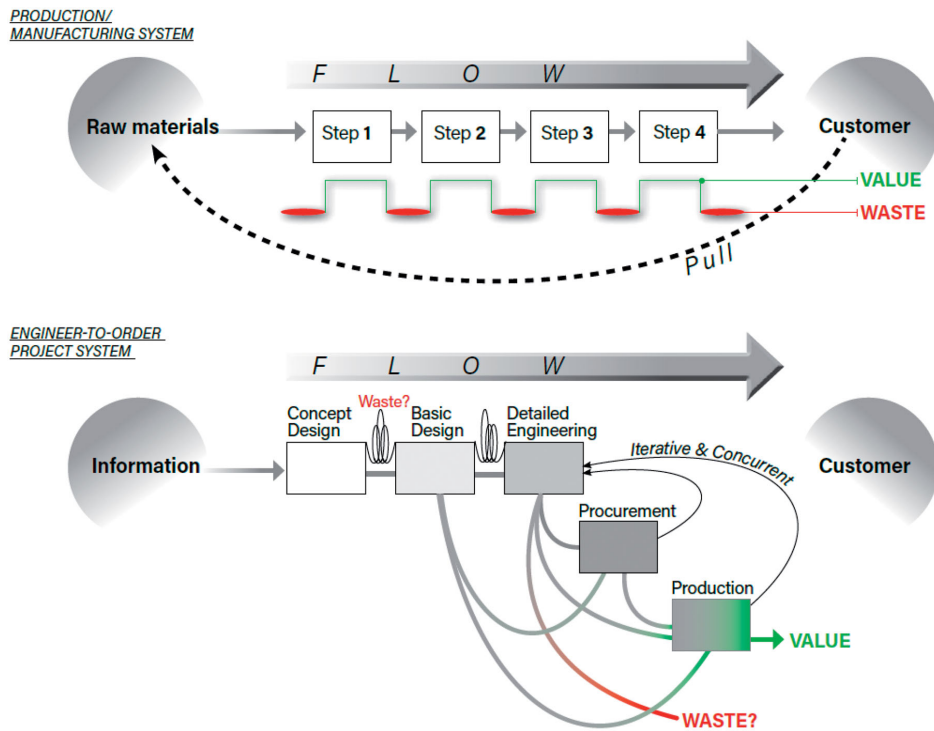 PRODUCTION/
MANUFACTURING SYSTEM
F L O W
Raw materials
Step 1
Step 2
Step 3
Step 4
Customer
VALUE
WASTE
Pull
ENGINEER-TO-ORDER
PROJECT SYSTEM
F L O W
Waste?
Concept
Design
Basic
Design
Detailed
Engineering
Information
Iterative & Concurrent
Customer
Procurement
Production
VALUE
WASTE?